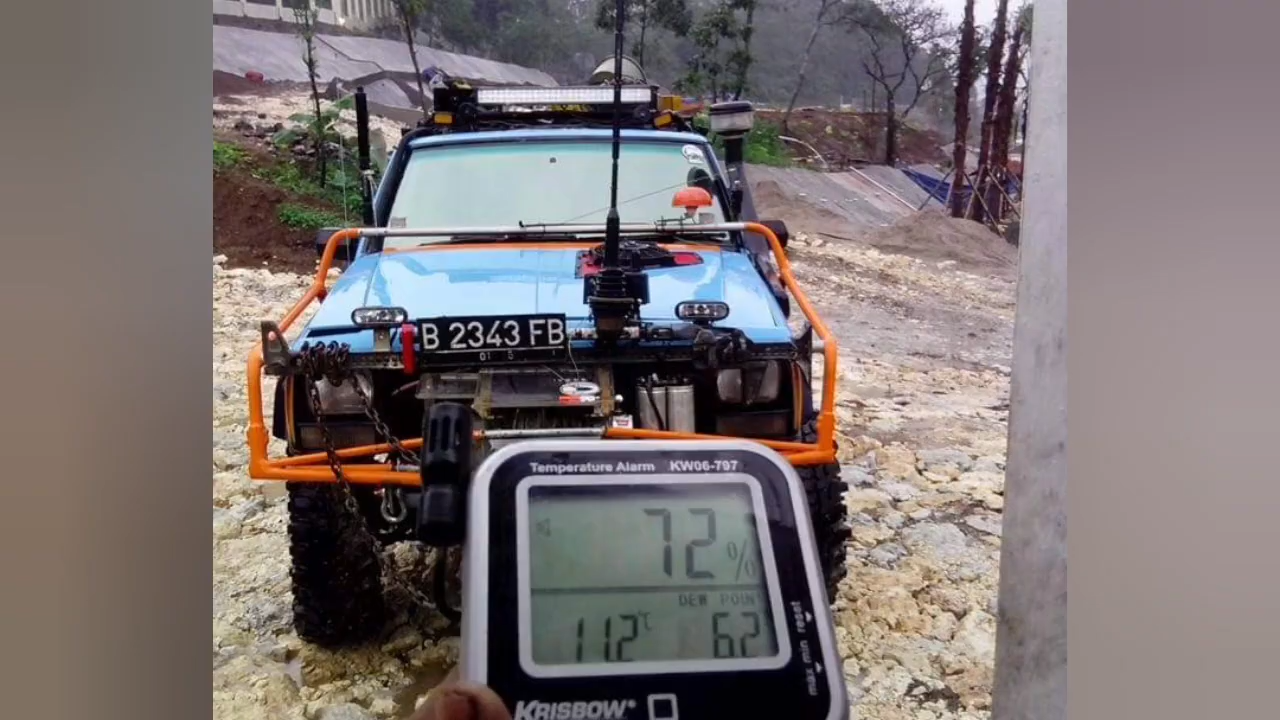 B 2343 FB
Temperature Alarm KW06-797
72 %
DEW POINT
11.2 °C 6.2
max min reset
KRISBOW®